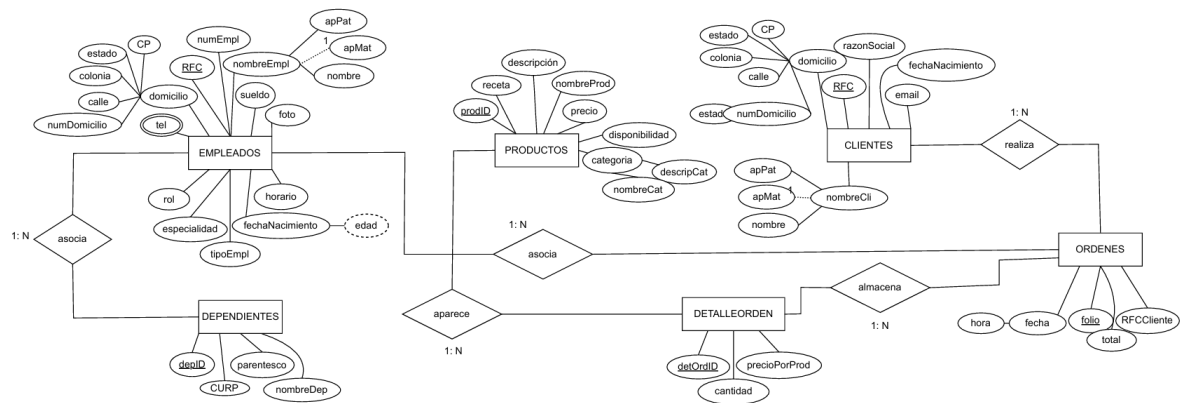 apPat
1
apMat
nombre
nombreEmpl
numEmpl
CP
estado
colonia
calle
numDomicilio
domicilio
RFC
sueldo
foto
tel
EMPLEADOS
rol
especialidad
tipoEmpl
horario
fechaNacimiento
edad
1: N
asocia
DEPENDIENTES
depID
CURP
parentesco
nombreDep
descripción
receta
nombreProd
prodID
precio
disponibilidad
PRODUCTOS
categoria
descripCat
nombreCat
1: N
asocia
aparece
1: N
CP
estado
colonia
calle
domicilio
razonSocial
fechaNacimiento
RFC
email
estad
numDomicilio
CLIENTES
apPat
1
apMat
nombre
nombreCli
1: N
realiza
ORDENES
almacena
1: N
DETALLEORDEN
detOrdID
cantidad
precioPorProd
hora
fecha
folio
total
RFCCliente